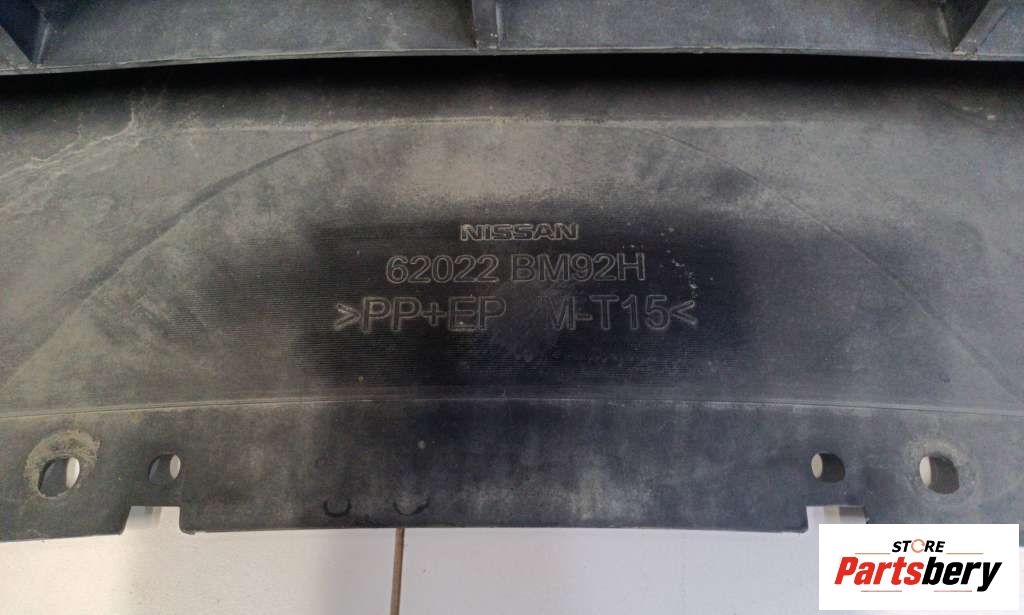 NISSAN
62022 BM92H
>PP+EP M-T15<
STORE
Partsbery